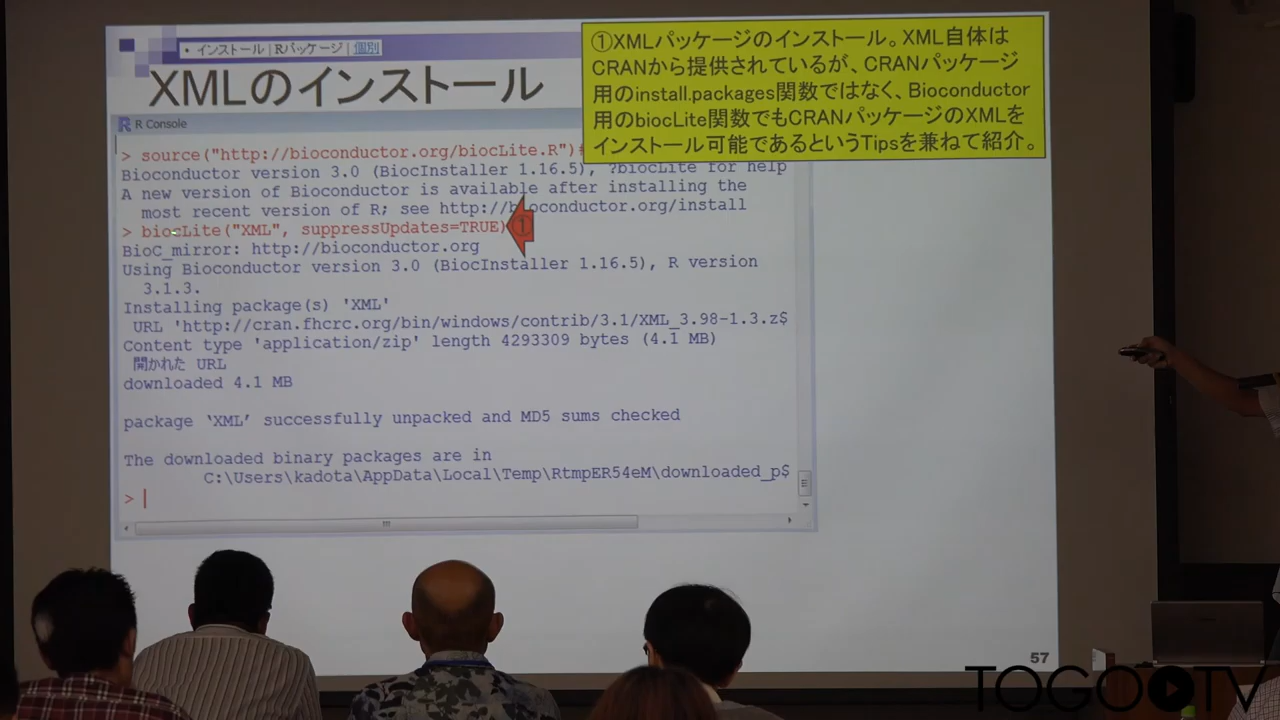 • インストール | Rパッケージ | 個別
XMLのインストール
①XMLパッケージのインストール。XML自体は
CRANから提供されているが、CRANパッケージ
用のinstall.packages関数ではなく、Bioconductor
用のbiocLite関数でもCRANパッケージのXMLを
インストール可能であるというTipsを兼ねて紹介。
R Console
> source("http://bioconductor.org/biocLite.R")
Bioconductor version 3.0 (BiocInstaller 1.16.5), ?biocLite for help
A new version of Bioconductor is available after installing the
most recent version of R; see http://bioconductor.org/install
> biocLite("XML", suppressUpdates=TRUE)
①
BioC_mirror: http://bioconductor.org
Using Bioconductor version 3.0 (BiocInstaller 1.16.5), R version
3.1.3.
Installing package(s) 'XML'
URL 'http://cran.fhcrc.org/bin/windows/contrib/3.1/XML_3.98-1.3.z$
Content type 'application/zip' length 4293309 bytes (4.1 MB)
開かれた URL
downloaded 4.1 MB
package ‘XML’ successfully unpacked and MD5 sums checked
The downloaded binary packages are in
C:\Users\kadota\AppData\Local\Temp\RtmpER54eM\downloaded_p$
>
57
TOGO TV